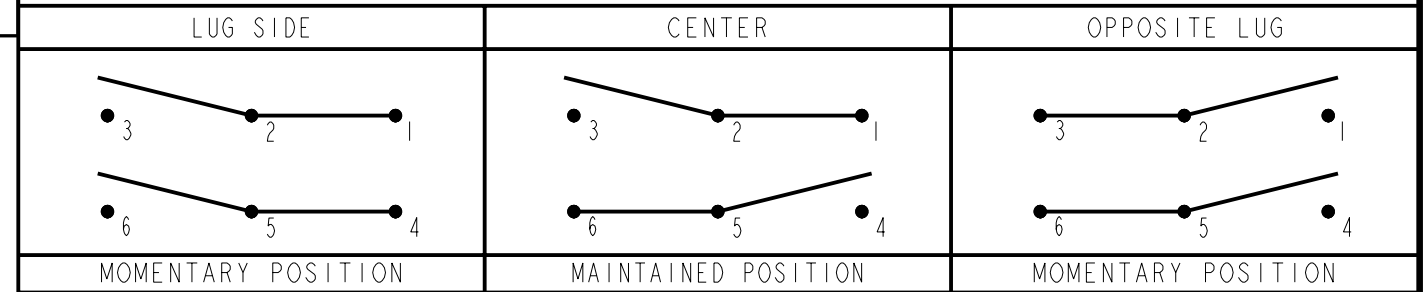 LUG SIDE CENTER OPPOSITE LUG
3 2 1 3 2 1 3 2 1
6 5 4 6 5 4 6 5 4
MOMENTARY POSITION MAINTAINED POSITION MOMENTARY POSITION